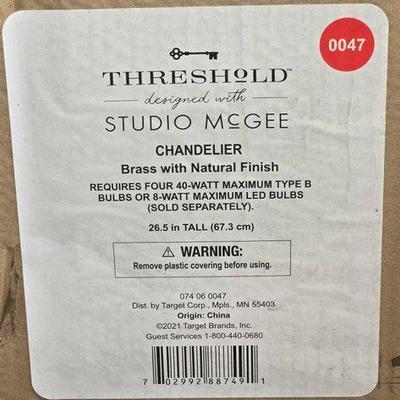 0047
THRESHOLD™
designed with
STUDIO McGEE
CHANDELIER
Brass with Natural Finish
REQUIRES FOUR 40-WATT MAXIMUM TYPE B
BULBS OR 8-WATT MAXIMUM LED BULBS
(SOLD SEPARATELY).
26.5 in TALL (67.3 cm)
⚠ WARNING:
Remove plastic covering before using.
074 06 0047
Dist. by Target Corp., Mpls., MN 55403
Origin: China
©2021 Target Brands, Inc.
Guest Services 1-800-440-0680
7 02992 88749 1